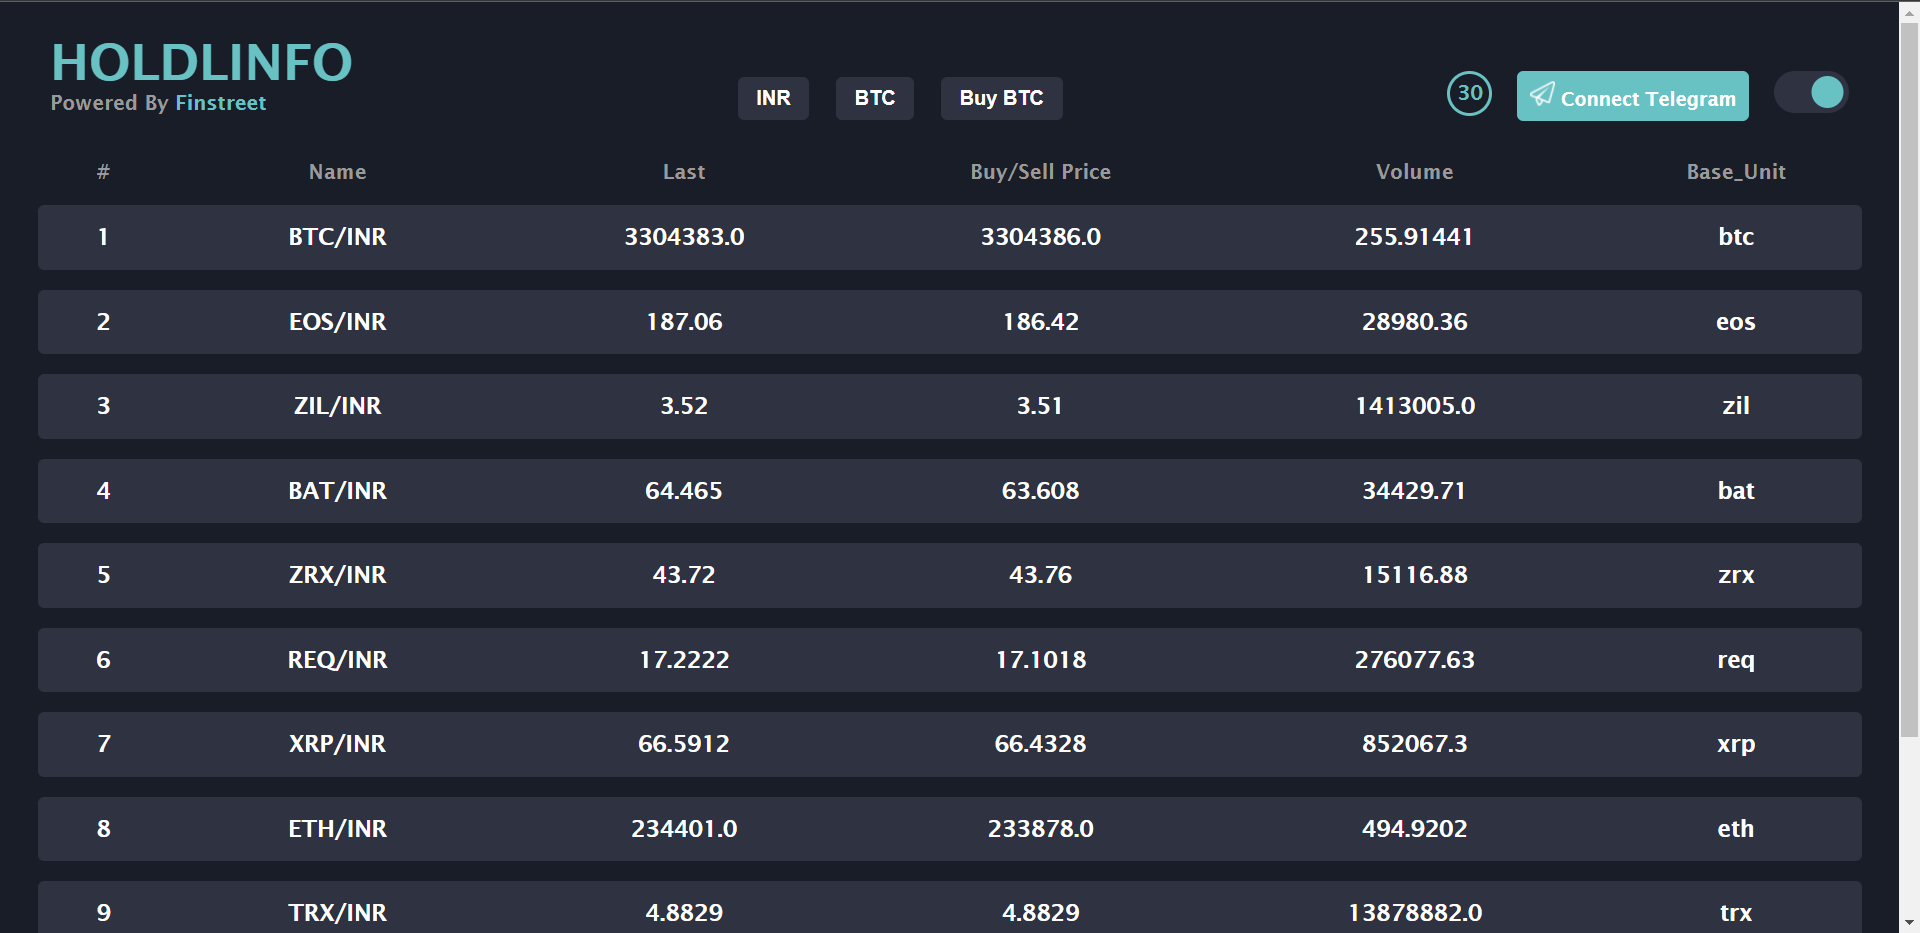 HOLDLINFO
Powered By Finstreet
INR BTC Buy BTC
30 Connect Telegram
# Name Last Buy/Sell Price Volume Base_Unit
1 BTC/INR 3304383.0 3304386.0 255.91441 btc
2 EOS/INR 187.06 186.42 28980.36 eos
3 ZIL/INR 3.52 3.51 1413005.0 zil
4 BAT/INR 64.465 63.608 34429.71 bat
5 ZRX/INR 43.72 43.76 15116.88 zrx
6 REQ/INR 17.2222 17.1018 276077.63 req
7 XRP/INR 66.5912 66.4328 852067.3 xrp
8 ETH/INR 234401.0 233878.0 494.9202 eth
9 TRX/INR 4.8829 4.8829 13878882.0 trx